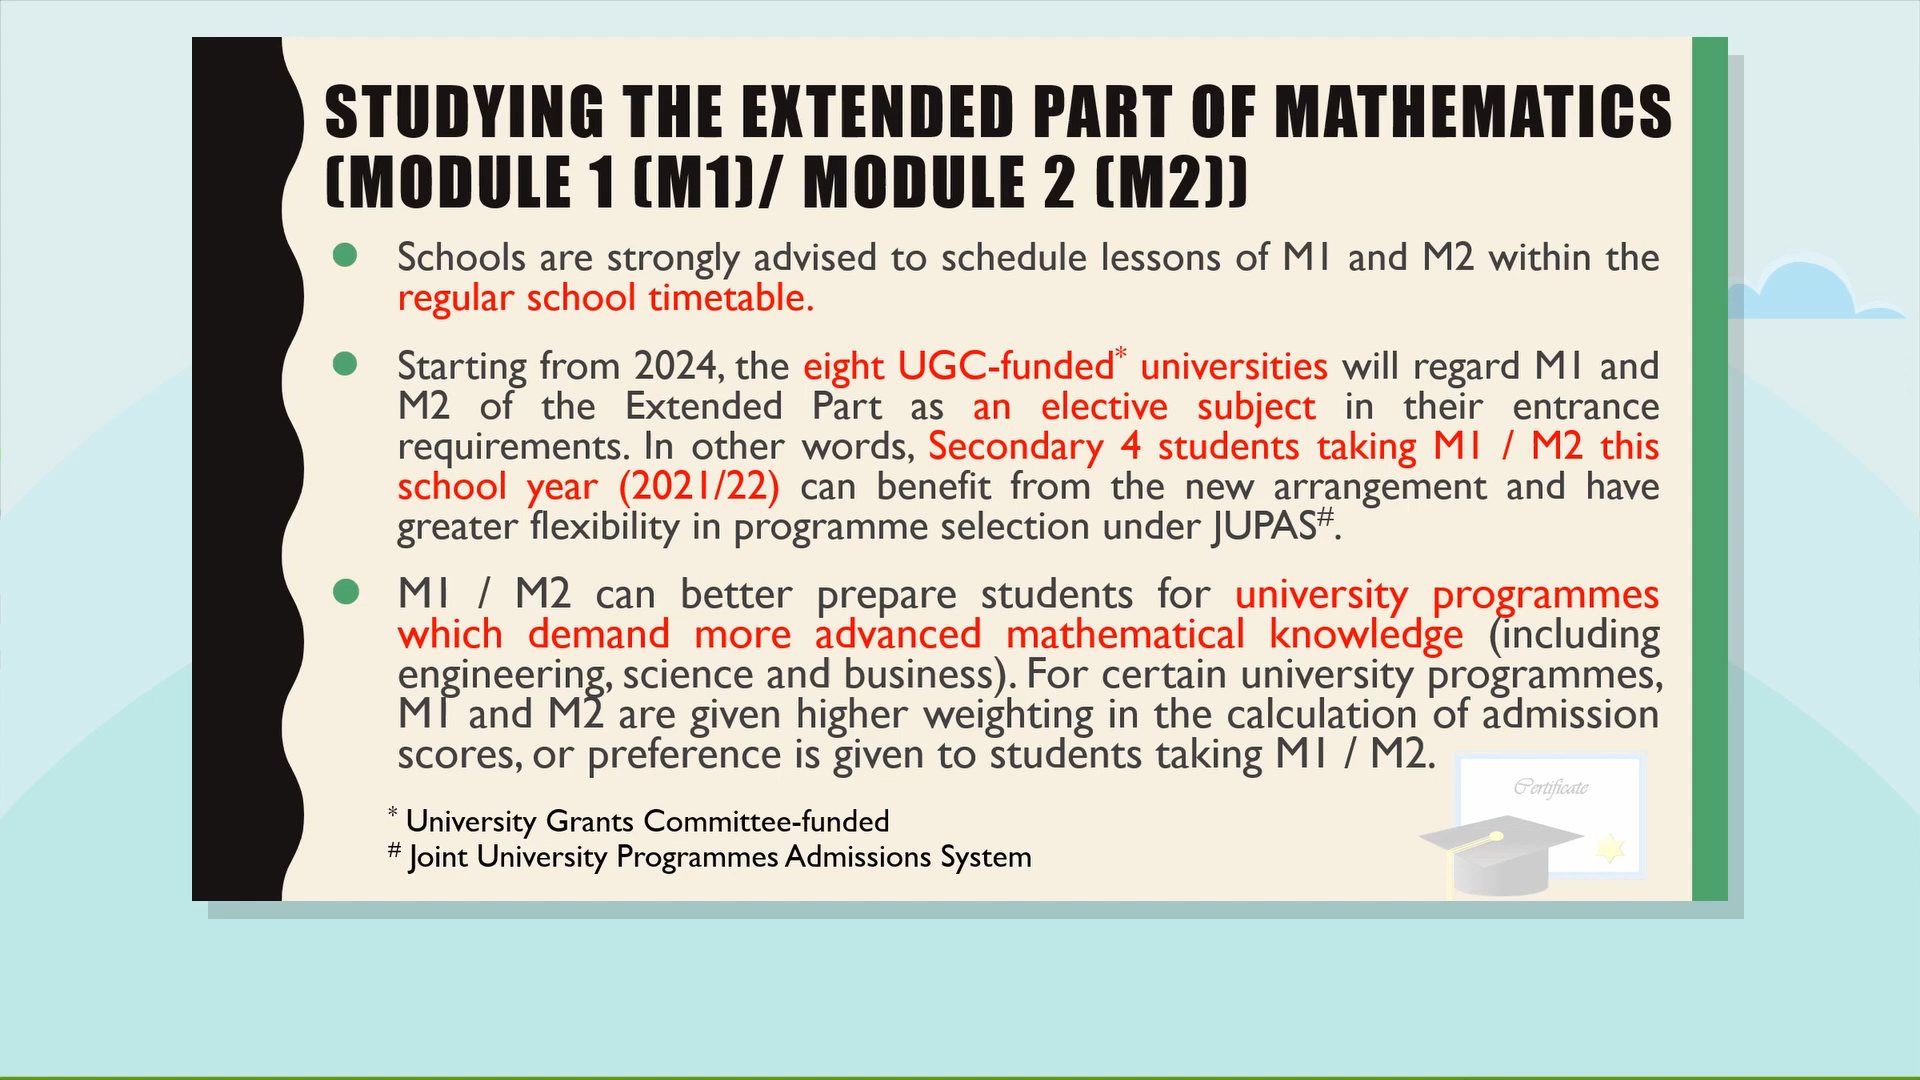 STUDYING THE EXTENDED PART OF MATHEMATICS
(MODULE 1 (M1)/ MODULE 2 (M2))
Schools are strongly advised to schedule lessons of M1 and M2 within the
regular school timetable.
Starting from 2024, the eight UGC-funded* universities will regard M1 and
M2 of the Extended Part as an elective subject in their entrance
requirements. In other words, Secondary 4 students taking M1 / M2 this
school year (2021/22) can benefit from the new arrangement and have
greater flexibility in programme selection under JUPAS#.
M1 / M2 can better prepare students for university programmes
which demand more advanced mathematical knowledge (including
engineering, science and business). For certain university programmes,
M1 and M2 are given higher weighting in the calculation of admission
scores, or preference is given to students taking M1 / M2.
Certificate
* University Grants Committee-funded
# Joint University Programmes Admissions System